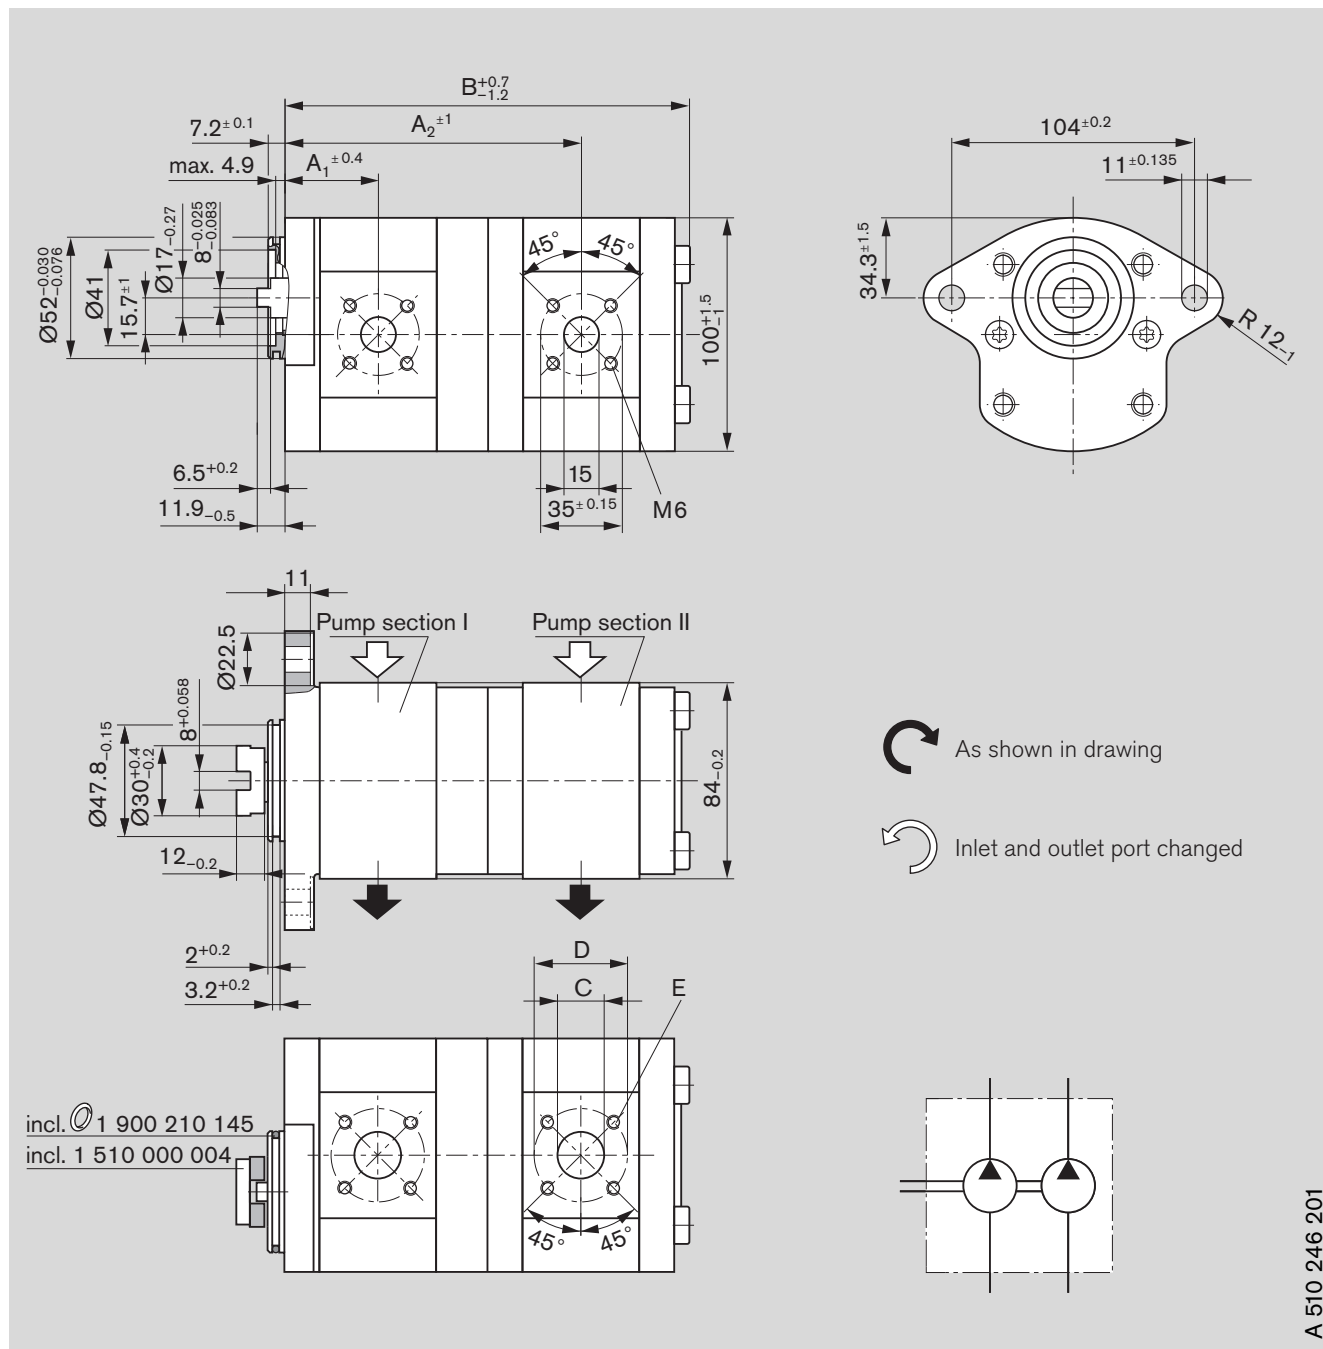 B+0.7 −1.2
7.2±0.1
A2±1
max. 4.9
A1±0.4
Ø52−0.030 −0.076
Ø41
15.7±1
Ø17−0.27
8−0.025 −0.083
45°
45°
100+1.5 −1
6.5+0.2
11.9−0.5
15
35±0.15
M6
104±0.2
11±0.135
34.3±1.5
R 12−1
11
Pump section I
Pump section II
Ø22.5
8+0.058
Ø47.8−0.15
Ø30+0.4 −0.2
84−0.2
12−0.2
2+0.2
3.2+0.2
As shown in drawing
Inlet and outlet port changed
D
C
E
incl. 1 900 210 145
incl. 1 510 000 004
45°
45°
A 510 246 201